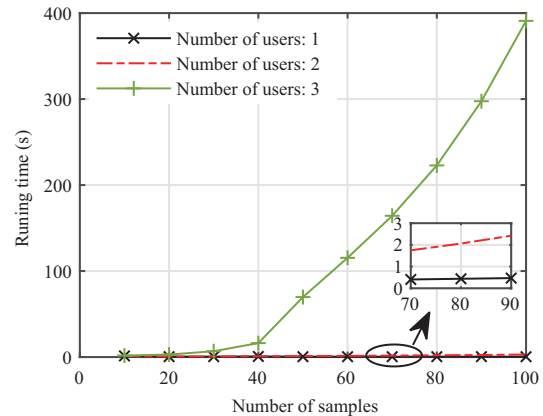 400
300
200
100
0
Runing time (s)
Number of users: 1
Number of users: 2
Number of users: 3
3
2
1
0
70 80 90
0 20 40 60 80 100
Number of samples